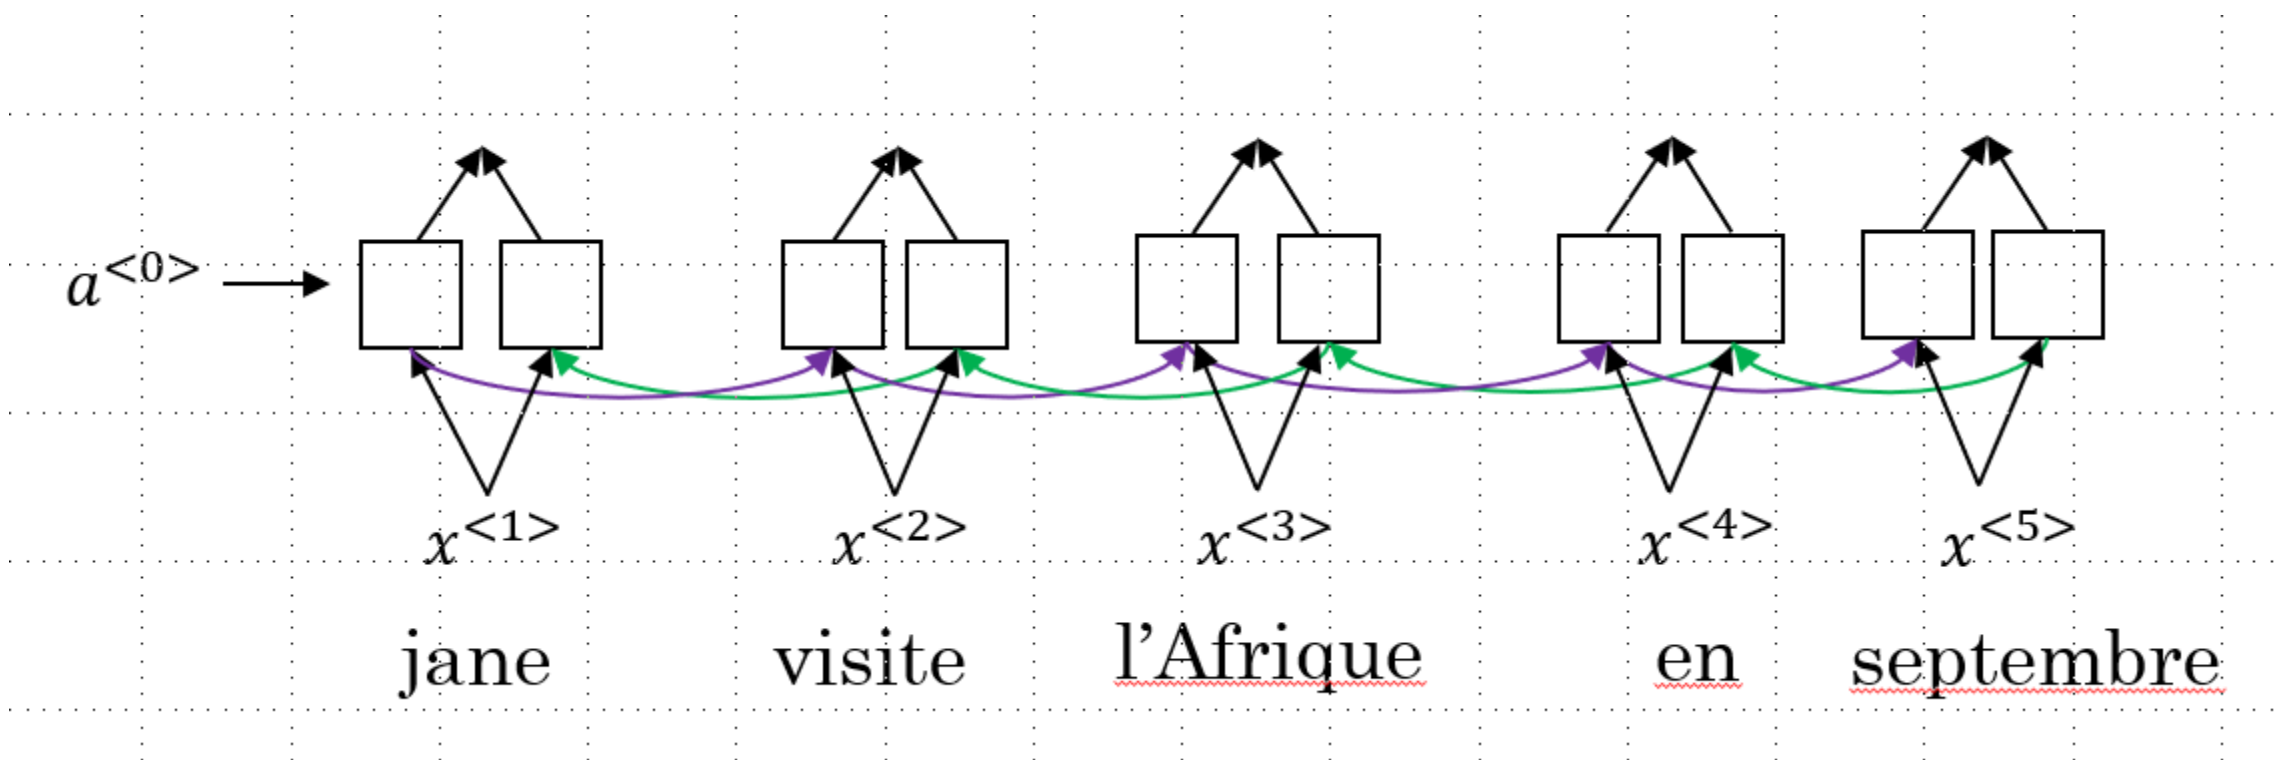 a<0>
x<1> x<2> x<3> x<4> x<5>
jane visite l’Afrique en septembre